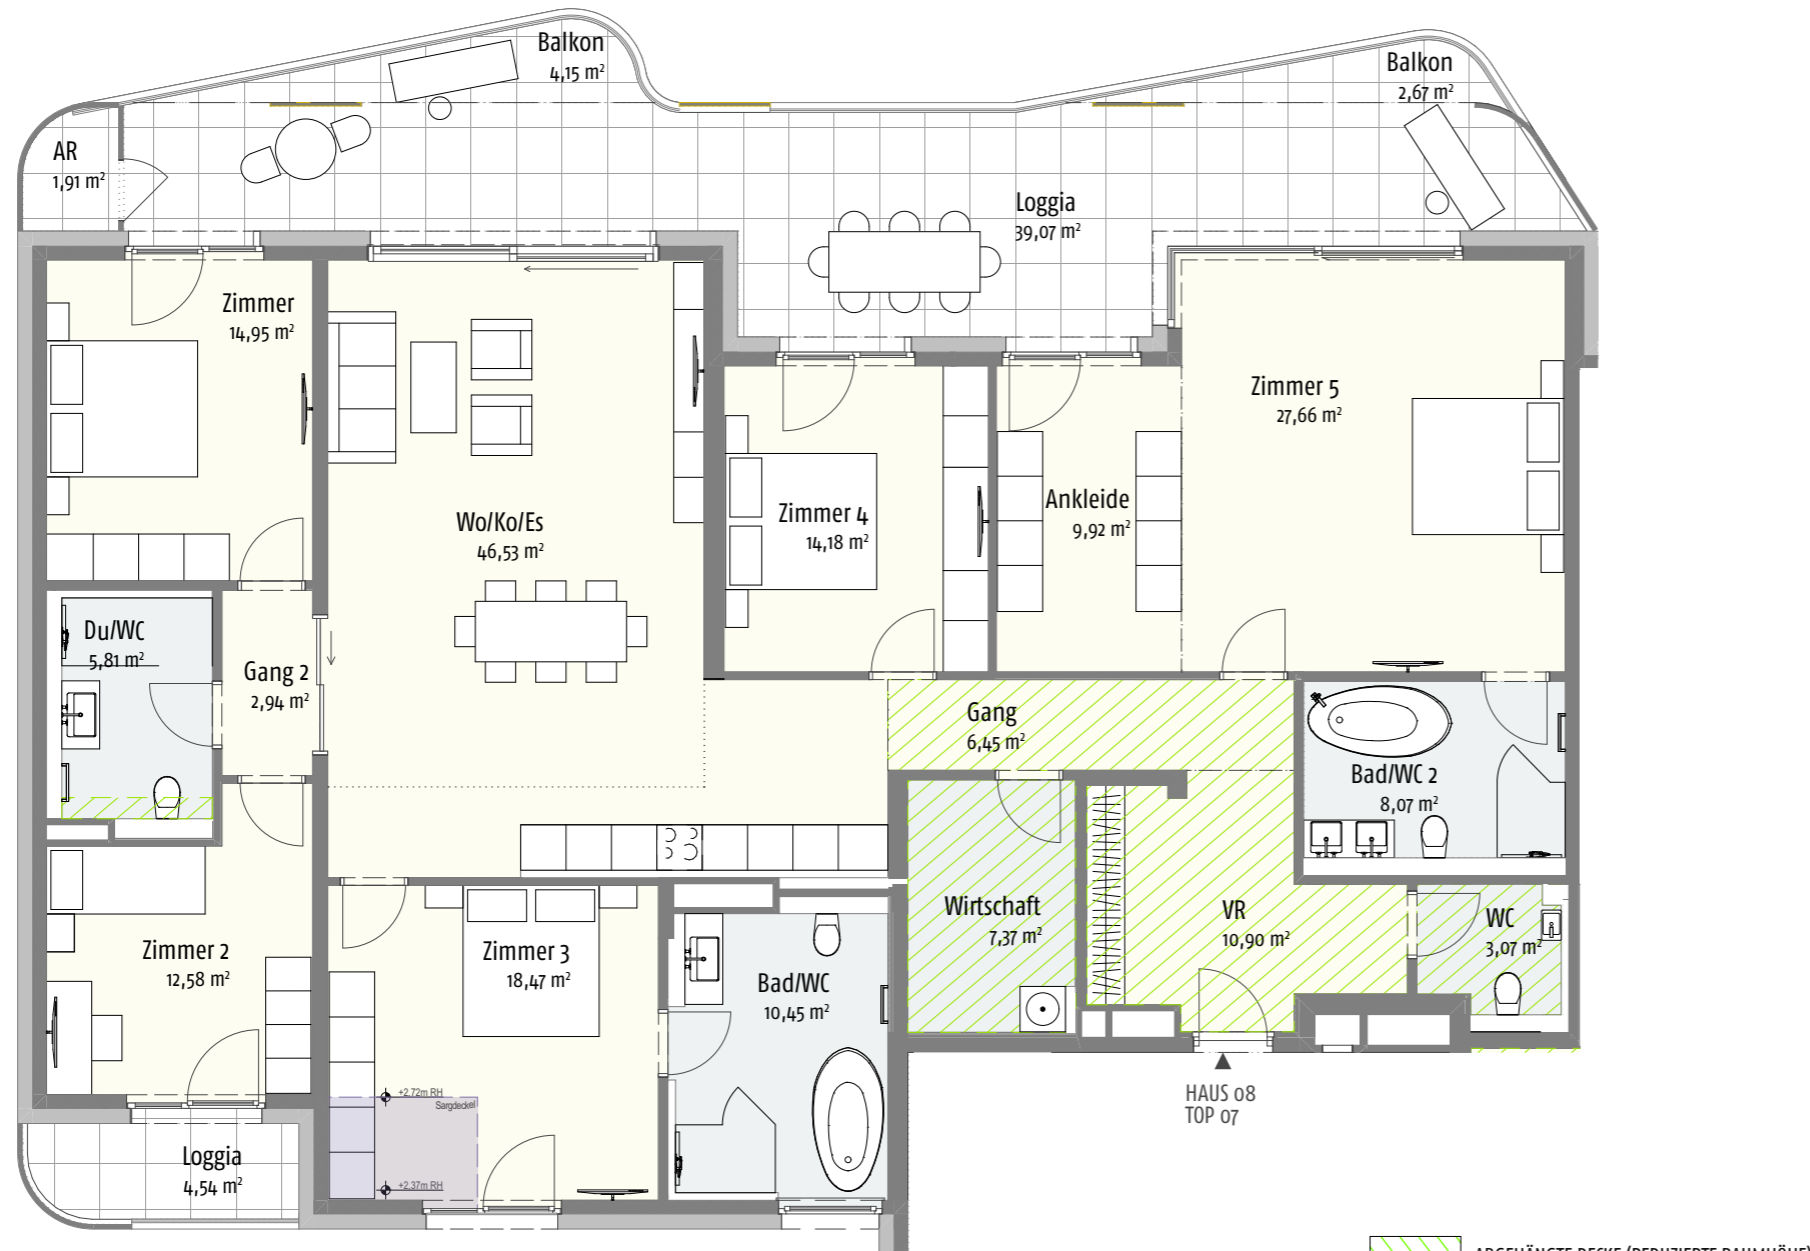 Balkon
4,15 m²
Balkon
2,67 m²
AR
1,91 m²
Loggia
39,07 m²
Zimmer
14,95 m²
Zimmer 5
27,66 m²
Wo/Ko/Es
46,53 m²
Zimmer 4
14,18 m²
Ankleide
9,92 m²
Du/WC
5,81 m²
Gang 2
2,94 m²
Gang
6,45 m²
Bad/WC 2
8,07 m²
Zimmer 2
12,58 m²
Zimmer 3
18,47 m²
Bad/WC
10,45 m²
Wirtschaft
7,37 m²
VR
10,90 m²
WC
3,07 m²
+2,72m RH
Sargdeckel
+2,37m RH
HAUS 08
TOP 07
Loggia
4,54 m²
ABGEHÄNGTE DECKE (REDUZIERTE RAUMHÖHE)